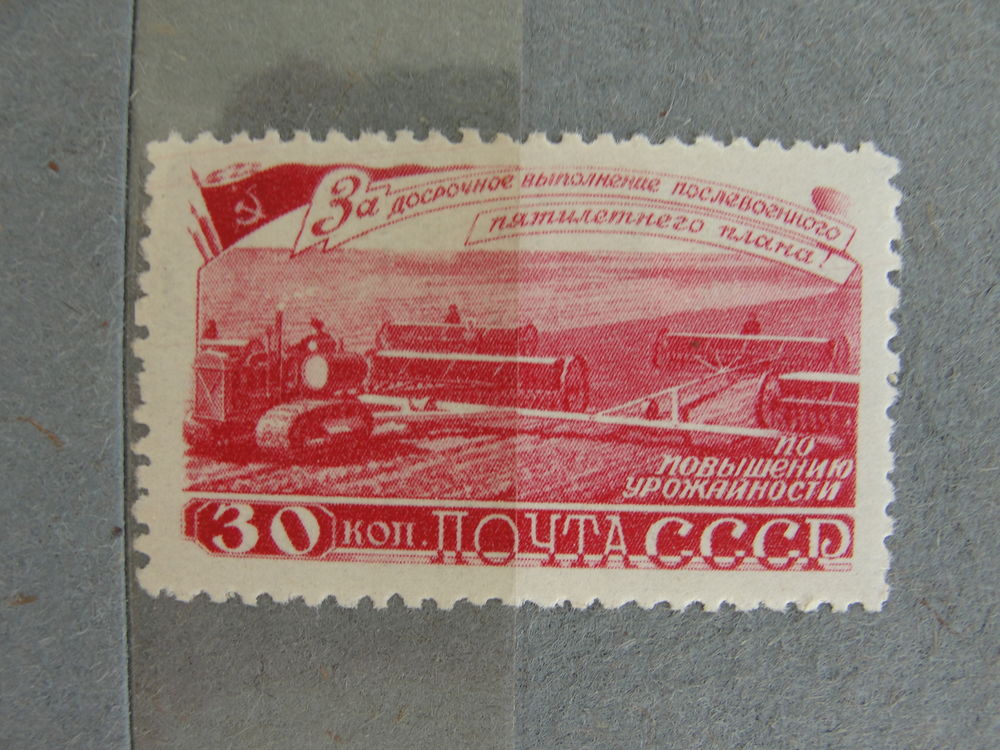 За досрочное выполнение послевоенного
пятилетнего плана!
ПО
ПОВЫШЕНИЮ
УРОЖАЙНОСТИ
30 КОП. ПОЧТА СССР